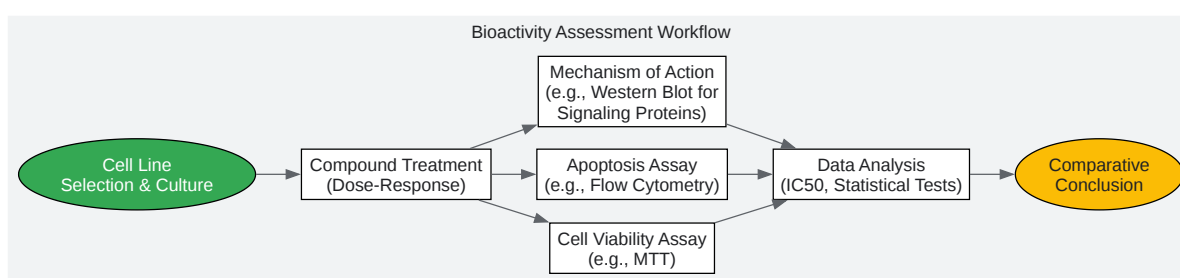 Bioactivity Assessment Workflow
Cell Line
Selection & Culture
Compound Treatment
(Dose-Response)
Mechanism of Action
(e.g., Western Blot for
Signaling Proteins)
Apoptosis Assay
(e.g., Flow Cytometry)
Cell Viability Assay
(e.g., MTT)
Data Analysis
(IC50, Statistical Tests)
Comparative
Conclusion